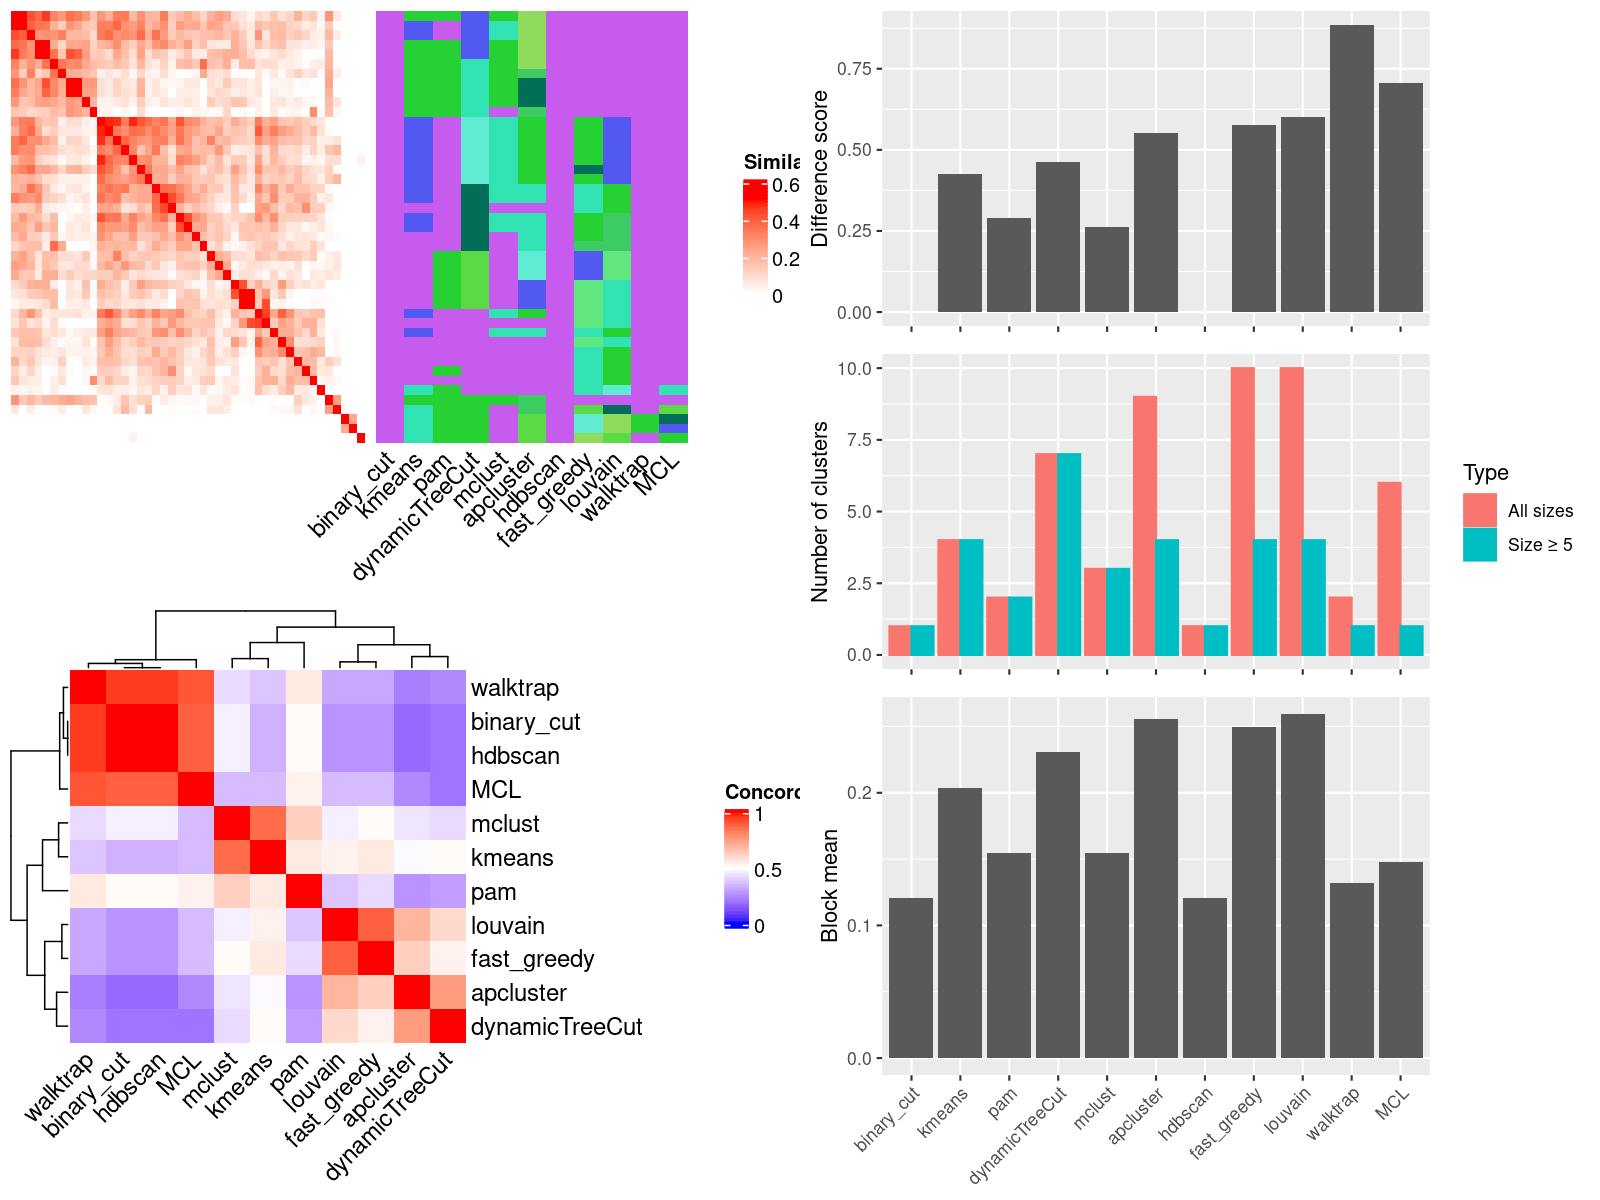 Simila
0.6
0.4
0.2
0
binary_cut
kmeans
pam
dynamicTreeCut
mclust
apcluster
hdbscan
fast_greedy
louvain
walktrap
MCL
Difference score
0.75
0.50
0.25
0.00
Number of clusters
10.0
7.5
5.0
2.5
0.0
Type
All sizes
Size ≥ 5
walktrap
binary_cut
hdbscan
MCL
mclust
kmeans
pam
louvain
fast_greedy
apcluster
dynamicTreeCut
walktrap
binary_cut
hdbscan
MCL
mclust
kmeans
pam
louvain
fast_greedy
apcluster
dynamicTreeCut
Concord
1
0.5
0
Block mean
0.2
0.1
0.0
binary_cut
kmeans
pam
dynamicTreeCut
mclust
apcluster
hdbscan
fast_greedy
louvain
walktrap
MCL